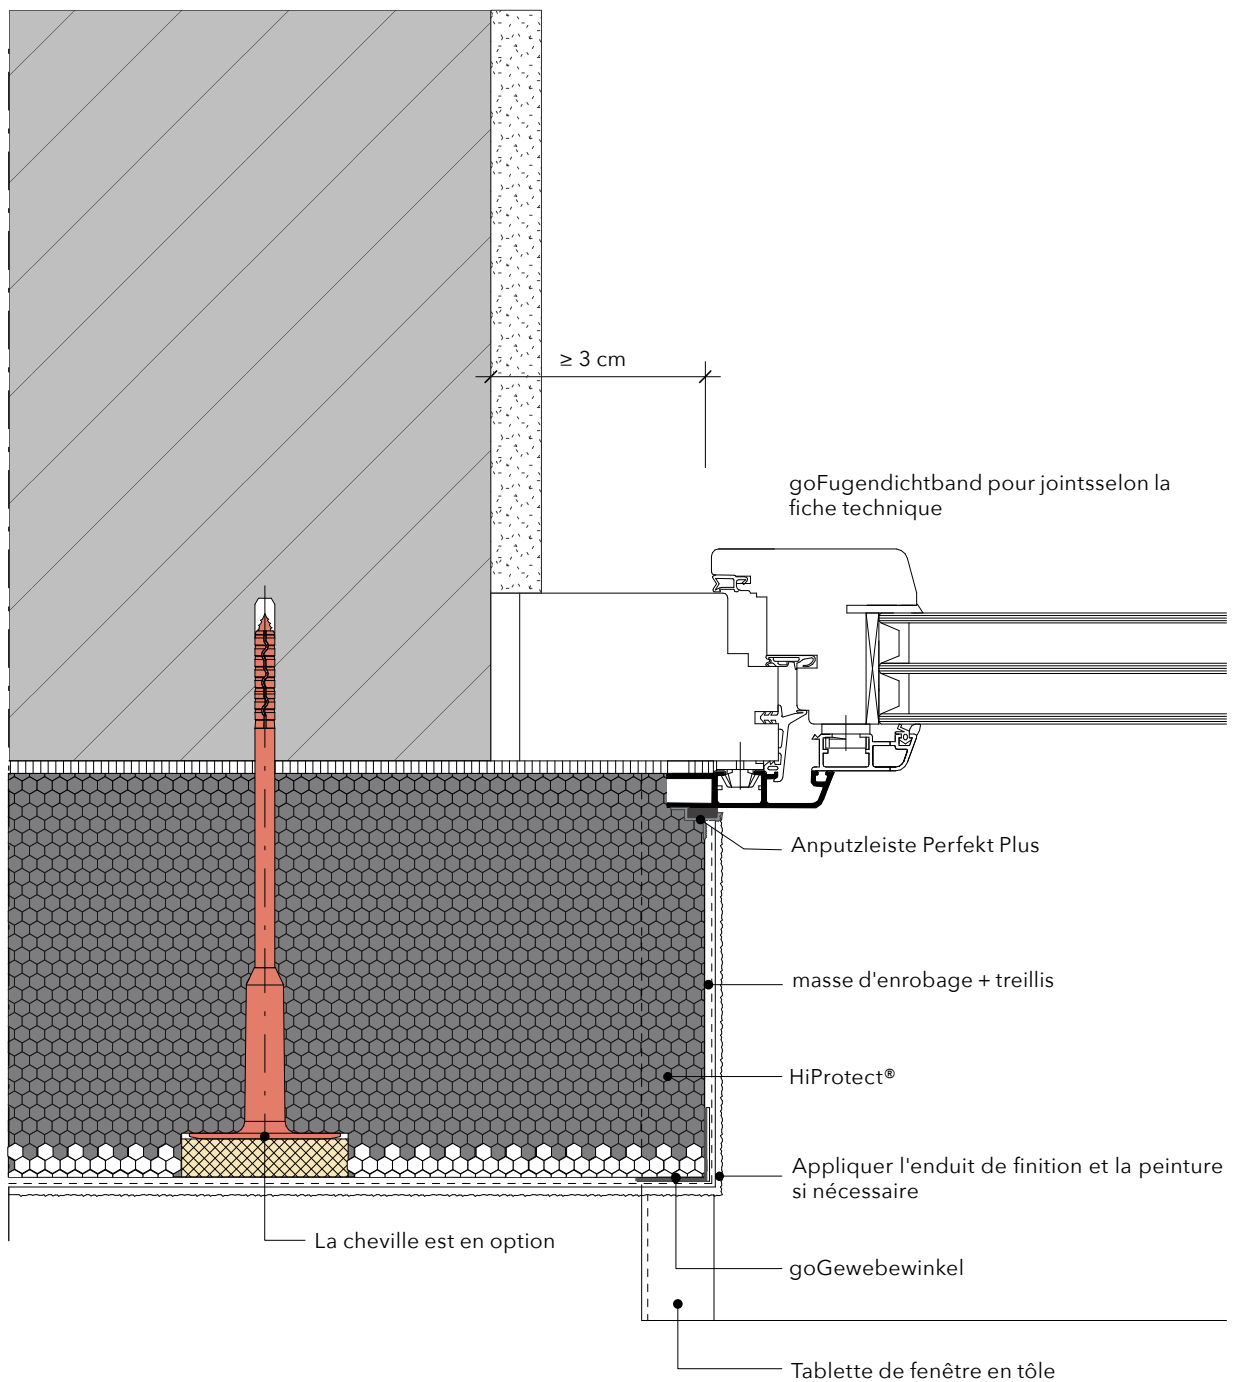 ≥ 3 cm
goFugendichtband pour jointsselon la
fiche technique
Anputzleiste Perfekt Plus
masse d'enrobage + treillis
HiProtect®
Appliquer l'enduit de finition et la peinture
si nécessaire
La cheville est en option
goGewebewinkel
Tablette de fenêtre en tôle